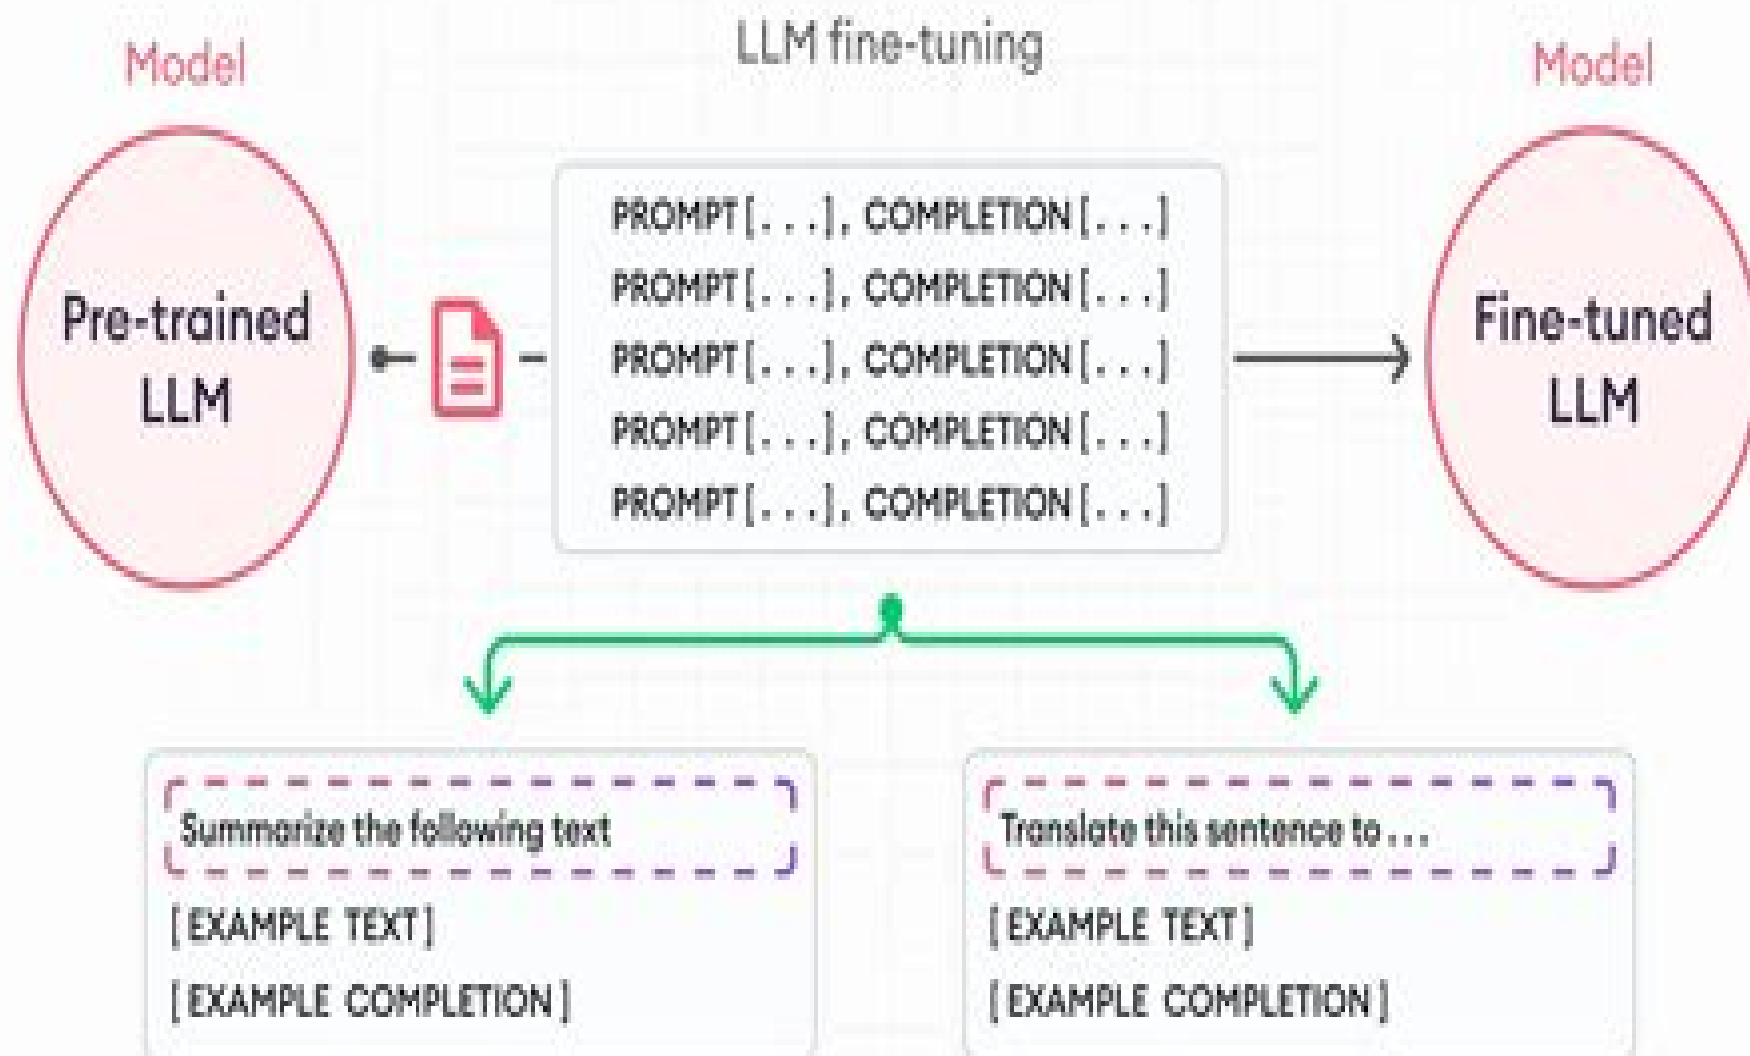 LLM fine-tuning
Model
Model
Pre-trained
LLM
PROMPT[...], COMPLETION[...]
PROMPT[...], COMPLETION[...]
PROMPT[...], COMPLETION[...]
PROMPT[...], COMPLETION[...]
PROMPT[...], COMPLETION[...]
Fine-tuned
LLM
Summarize the following text
[EXAMPLE TEXT]
[EXAMPLE COMPLETION]
Translate this sentence to ...
[EXAMPLE TEXT]
[EXAMPLE COMPLETION]